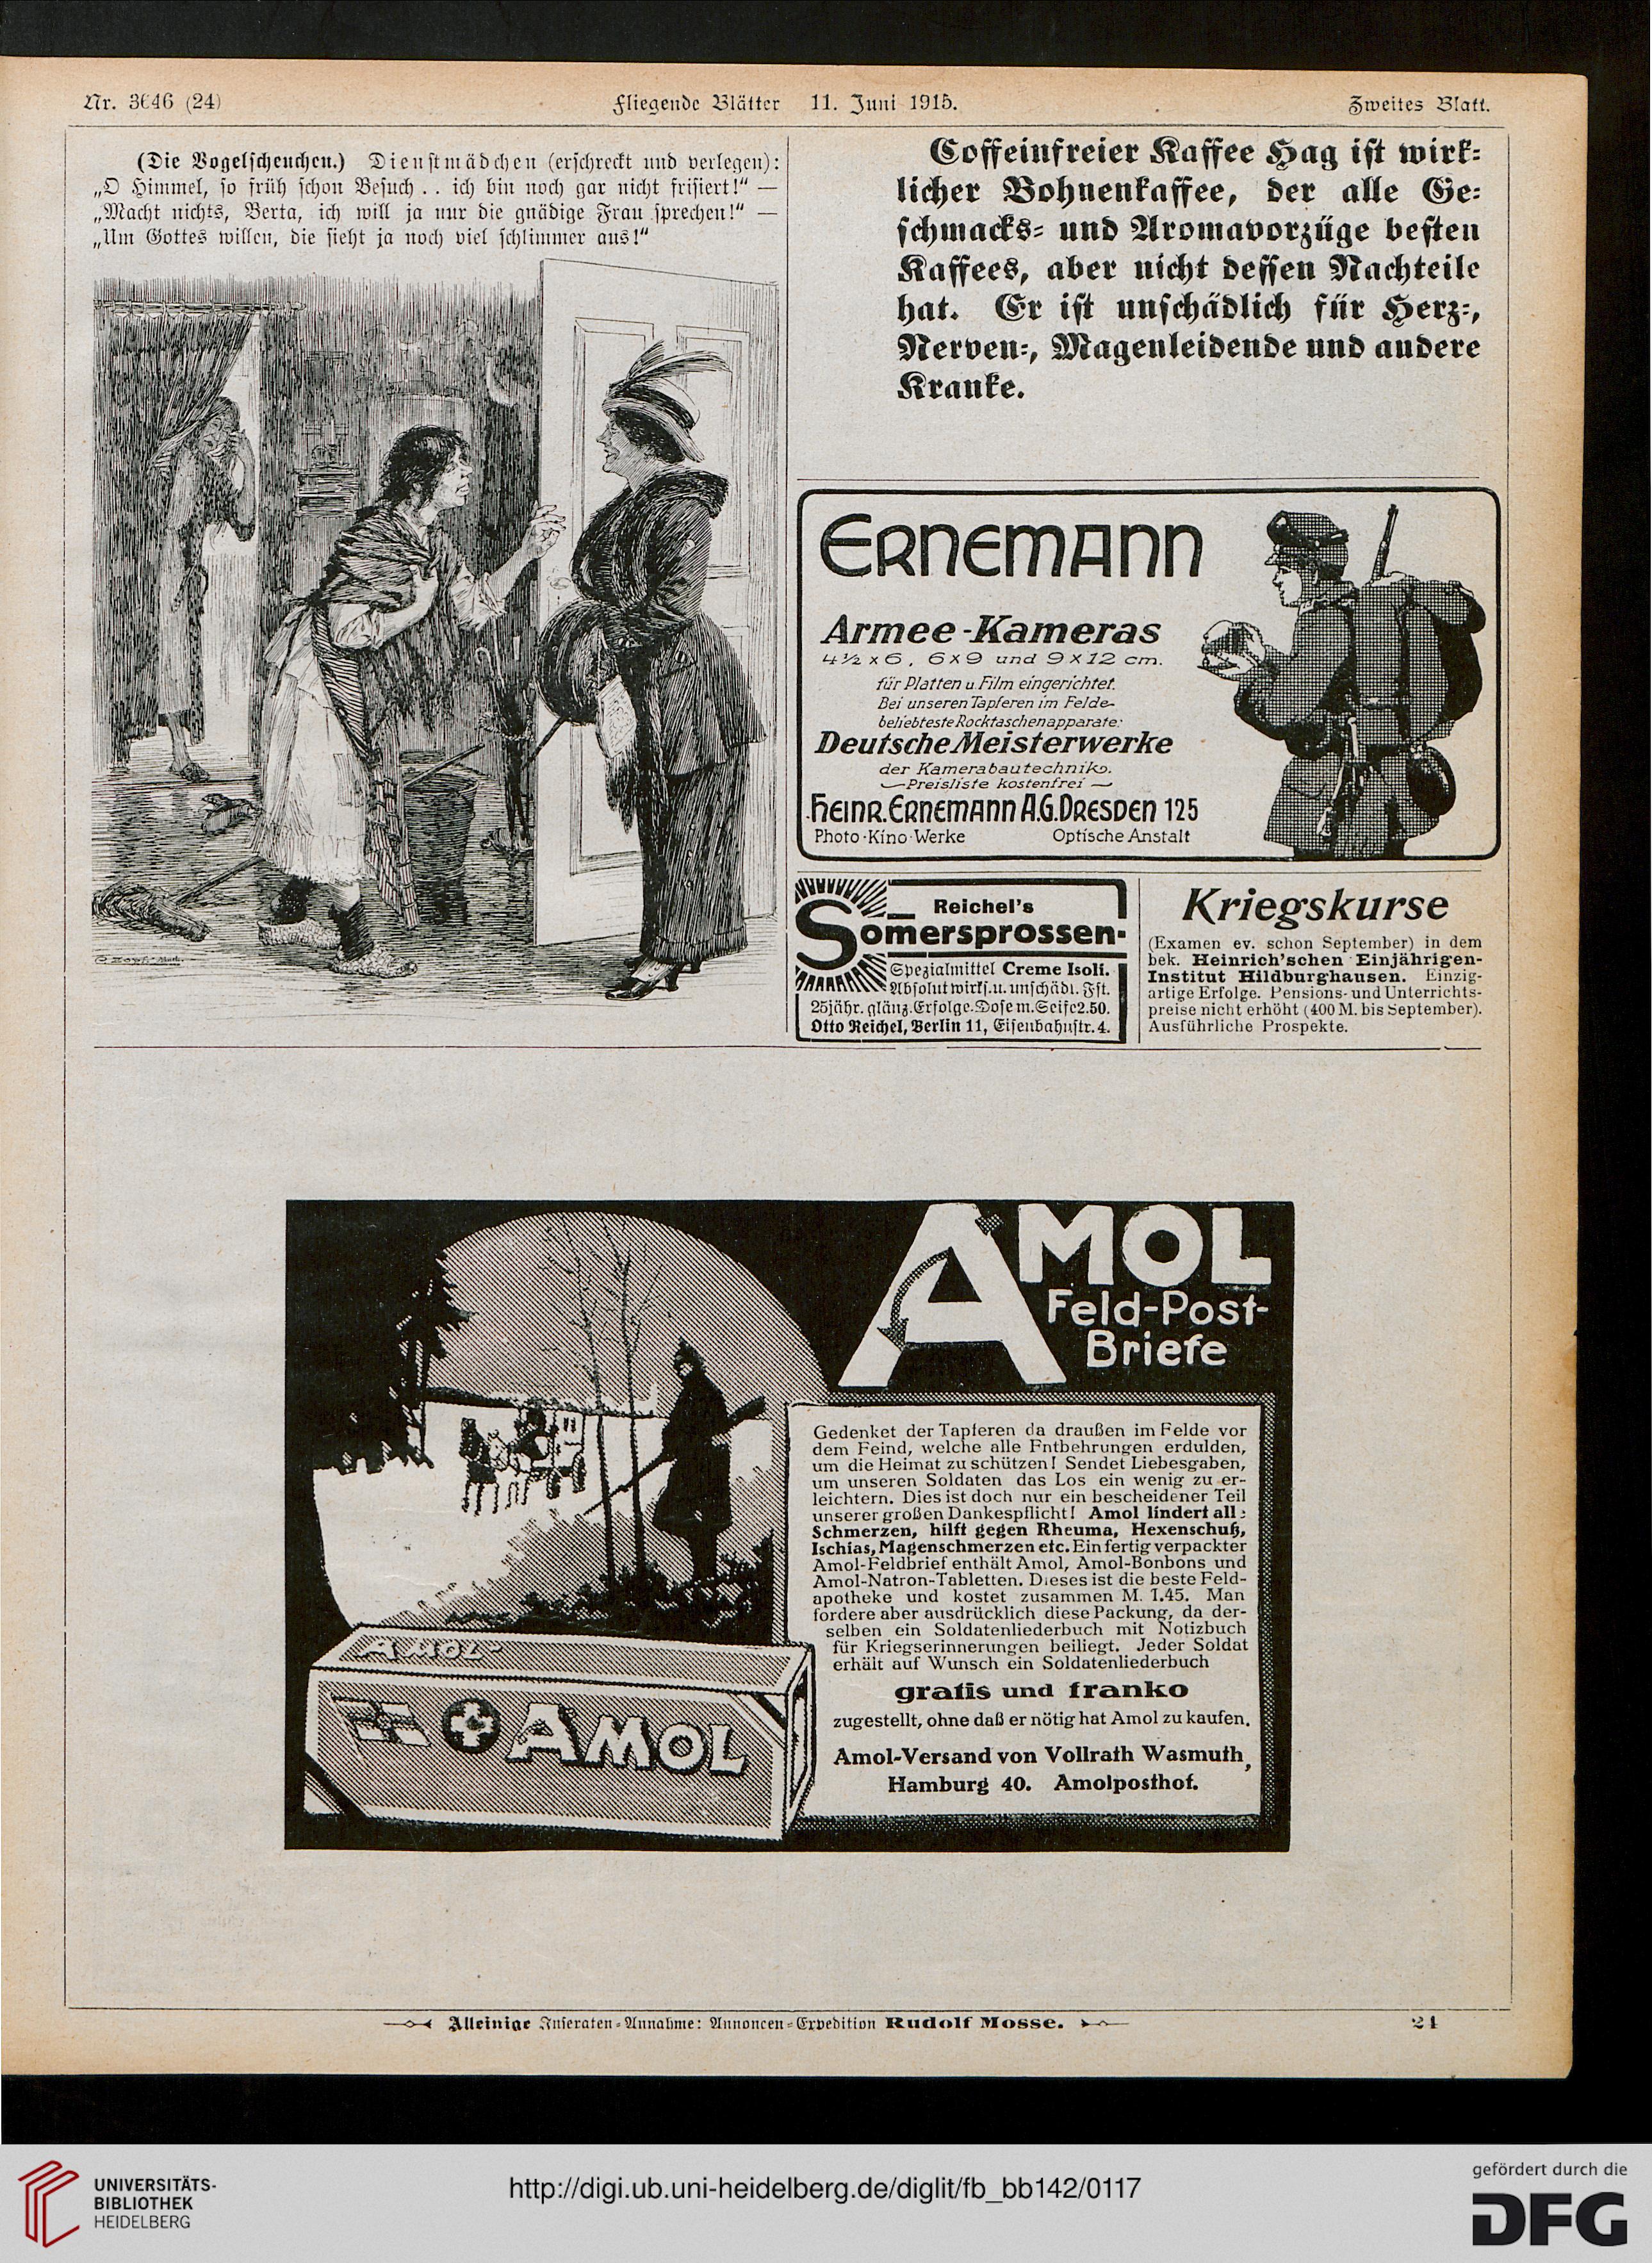 Nr. 3646 (24)
Fliegende Blätter 11. Juni 1915.
Zweites Blatt.
(Die Vogelscheuchen.) Dienstmädchen (erschreckt und verlegen):
„O Himmel, so früh schon Besuch . . ich bin noch gar nicht frisiert!“ —
„Macht nichts, Berta, ich will ja nur die gnädige Frau sprechen!“ —
„Um Gottes willen, die sieht ja noch viel schlimmer aus!“
Coffeinfreier Kaffee Hag ist wirk-
licher Bohnenkaffee, der alle Ge-
schmacks- und Aromavorzüge besten
Kaffees, aber nicht dessen Nachteile
hat. Er ist unschädlich für Herz-,
Nerven-, Magenleidende und andere
Kranke.
ERNEMANN
Armee-Kameras
4½ x 6, 6 x 9 und 9 x 12 cm.
für Platten u. Film eingerichtet.
Bei unseren Tapferen im Felde
beliebteste Rocktaschenapparate.
Deutsche Meisterwerke
der Kamerabautechnik.
Preisliste kostenfrei
HEINR. ERNEMANN A.G. DRESDEN 125
Photo-Kino-Werke Optische Anstalt
Reichel's
Somersprossen-
Spezialmittel Creme Isoli.
Absolut wirks. u. unschädl. Fst.
25jähr. glänz. Erfolge. Dose m. Seife 2.50.
Otto Reichel, Berlin 11, Eisenbahnstr. 4.
Kriegskurse
(Examen ev. schon September) in dem
bek. Heinrich'schen Einjährigen-
Institut Hildburghausen. Einzig-
artige Erfolge. Pensions- und Unterrichts-
preise nicht erhöht (400 M. bis September).
Ausführliche Prospekte.
AMOL
Feld-Post-
Briefe
Gedenket der Tapferen da draußen im Felde vor
dem Feind, welche alle Entbehrungen erdulden,
um die Heimat zu schützen! Sendet Liebesgaben,
um unseren Soldaten das Los ein wenig zu er-
leichtern. Dies ist doch nur ein bescheidener Teil
unserer großen Dankespflicht! Amol lindert alle
Schmerzen, hilft gegen Rheuma, Hexenschuß,
Ischias, Magenschmerzen etc. Ein fertig verpackter
Amol-Feldbrief enthält Amol, Amol-Bonbons und
Amol-Natron-Tabletten. Dieses ist die beste Feld-
apotheke und kostet zusammen M. 1.45. Man
fordere aber ausdrücklich diese Packung, da der-
selben ein Soldatenliederbuch mit Notizbuch
für Kriegserinnerungen beiliegt. Jeder Soldat
erhält auf Wunsch ein Soldatenliederbuch
gratis und franko
zugestellt, ohne daß er nötig hat Amol zu kaufen.
Amol-Versand von Vollrath Wasmuth,
Hamburg 40. Amolposthof.
AMOL
AMOL
Alleinige Inseraten-Annahme: Annoncen-Expedition Rudolf Mosse.
24
UNIVERSITÄTS-
BIBLIOTHEK
HEIDELBERG
http://digi.ub.uni-heidelberg.de/diglit/fb_bb142/0117
gefördert durch die
DFG